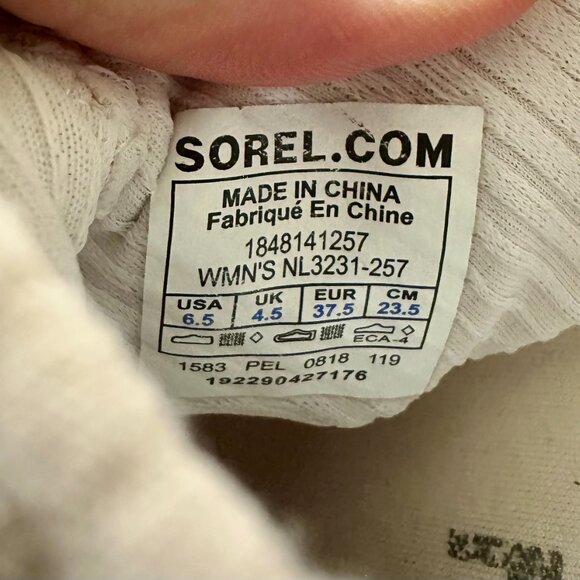 SOREL.COM
MADE IN CHINA
Fabriqué En Chine
1848141257
WMN'S NL3231-257
USA UK EUR CM
6.5 4.5 37.5 23.5
ECA-4
1583 PEL 0818 119
192290427176